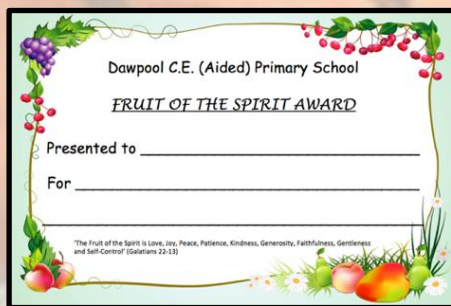 Dawpool C.E. (Aided) Primary School
FRUIT OF THE SPIRIT AWARD
Presented to
For
'The Fruit of the Spirit is Love, Joy, Peace, Patience, Kindness, Generosity, Faithfulness, Gentleness
and Self-Control' (Galatians 22-13)